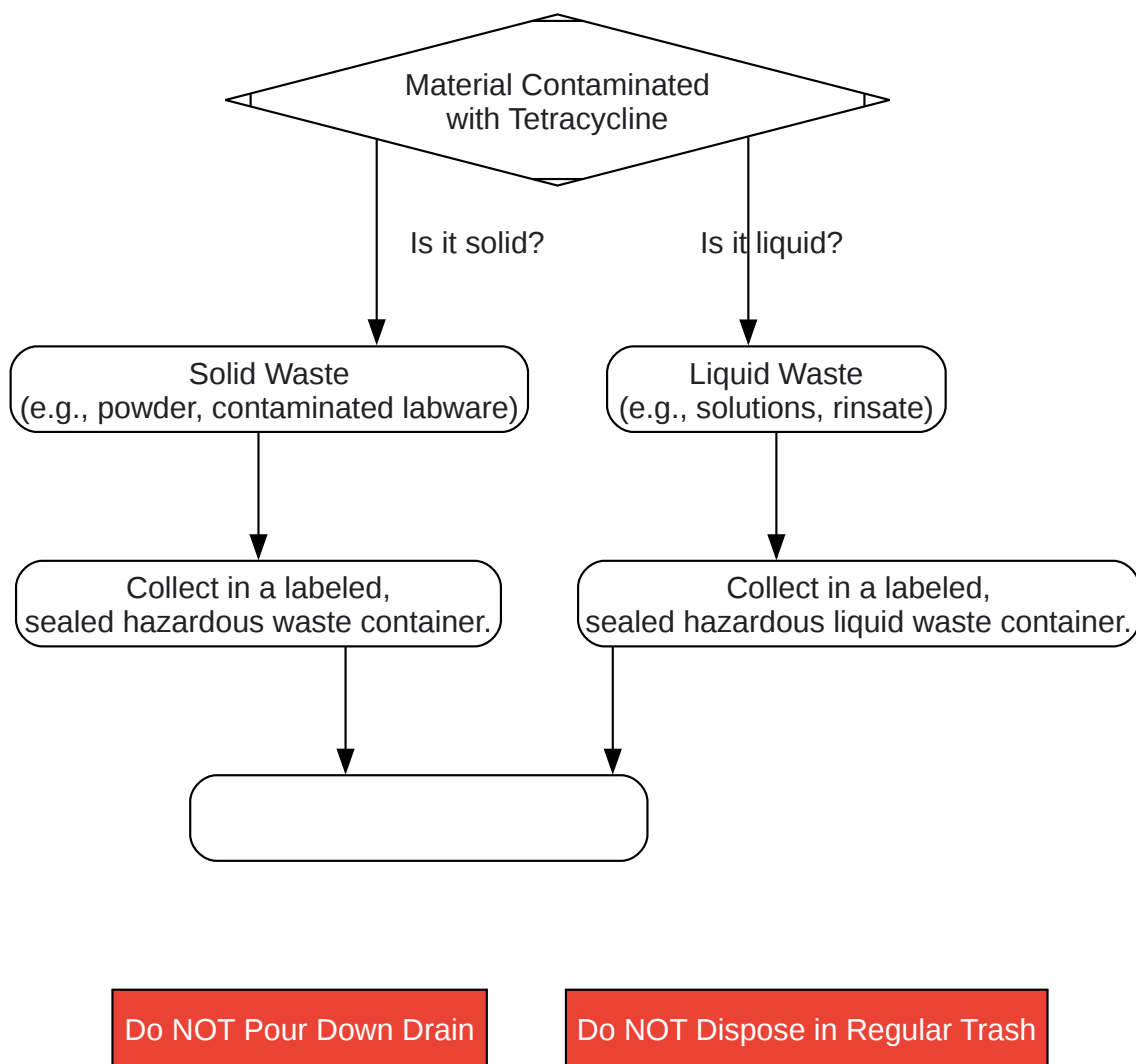 Material Contaminated
with Tetracycline
Is it solid?
Is it liquid?
Solid Waste
(e.g., powder, contaminated labware)
Liquid Waste
(e.g., solutions, rinsate)
Collect in a labeled,
sealed hazardous waste container.
Collect in a labeled,
sealed hazardous liquid waste container.
Do NOT Pour Down Drain
Do NOT Dispose in Regular Trash